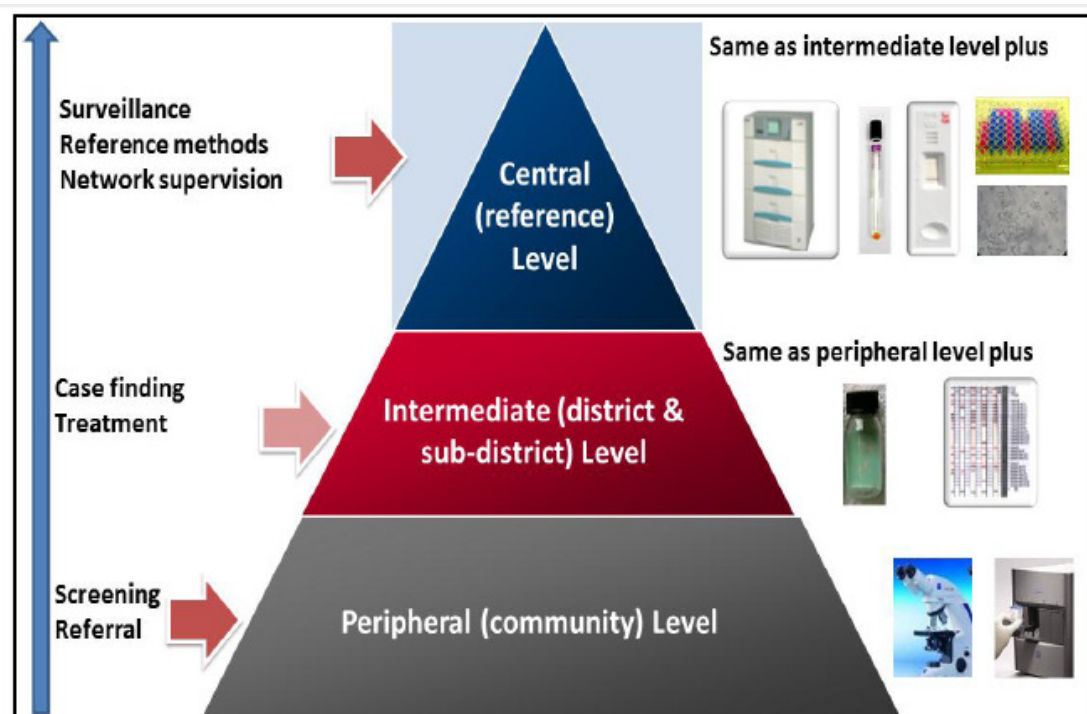 Same as intermediate level plus
Surveillance
Reference methods
Network supervision
Central
(reference)
Level
Same as peripheral level plus
Case finding
Treatment
Intermediate (district &
sub-district) Level
Screening
Referral
Peripheral (community) Level